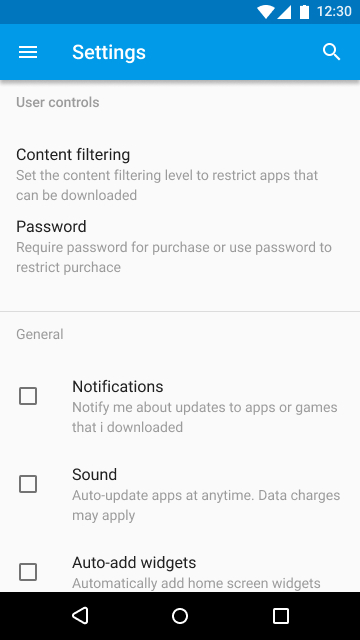 12:30
Settings
User controls
Content filtering
Set the content filtering level to restrict apps that
can be downloaded
Password
Require password for purchase or use password to
restrict purchace
General
Notifications
Notify me about updates to apps or games
that i downloaded
Sound
Auto-update apps at anytime. Data charges
may apply
Auto-add widgets
Automatically add home screen widgets